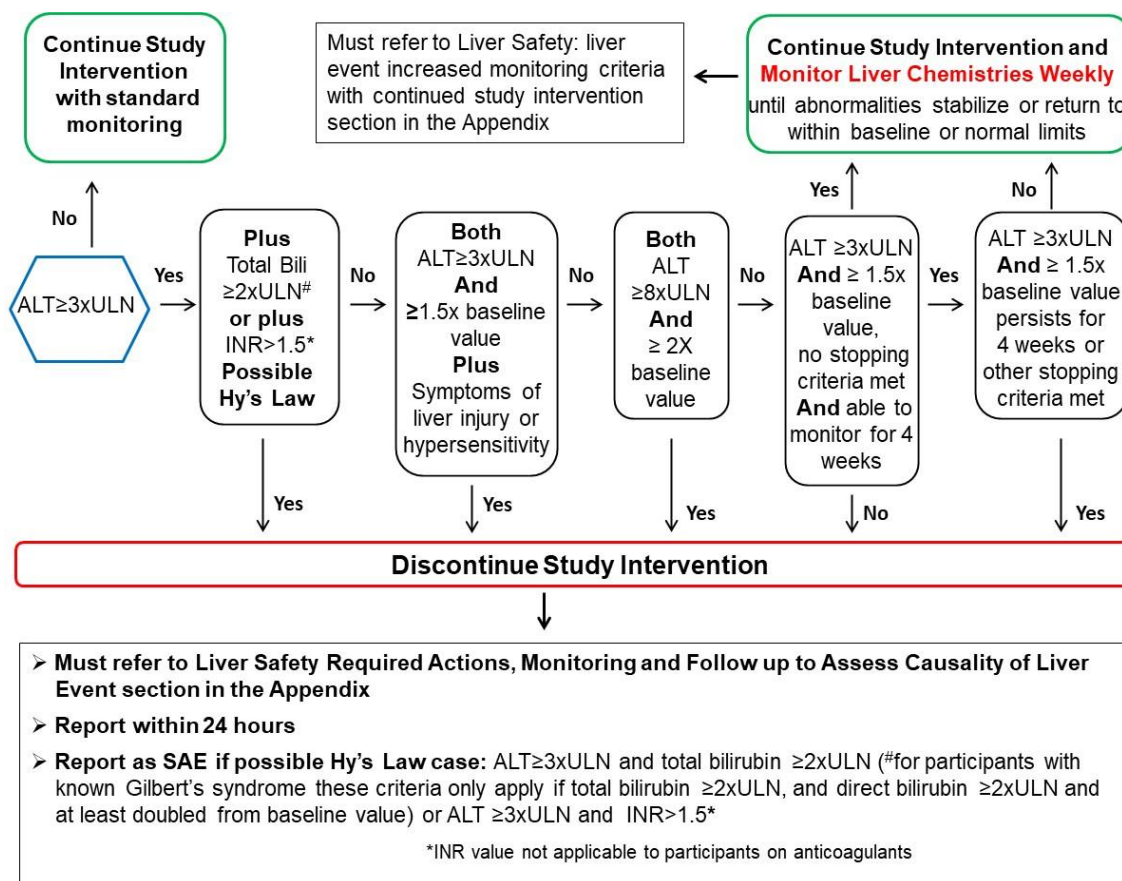 Continue Study
Intervention
with standard
monitoring
Must refer to Liver Safety: liver
event increased monitoring criteria
with continued study intervention
section in the Appendix
Continue Study Intervention and
Monitor Liver Chemistries Weekly
until abnormalities stabilize or return to
within baseline or normal limits
No
Yes
No
ALT≥3xULN
Yes
Plus
Total Bili
≥2xULN#
or plus
INR>1.5*
Possible
Hy's Law
No
Both
ALT≥3xULN
And
≥1.5x baseline
value
Plus
Symptoms of
liver injury or
hypersensitivity
No
Both
ALT
≥8xULN
And
≥ 2X
baseline
value
No
ALT ≥3xULN
And ≥ 1.5x
baseline
value,
no stopping
criteria met
And able to
monitor for 4
weeks
Yes
ALT ≥3xULN
And ≥ 1.5x
baseline value
persists for
4 weeks or
other stopping
criteria met
Yes
Yes
Yes
No
Yes
Discontinue Study Intervention
➢ Must refer to Liver Safety Required Actions, Monitoring and Follow up to Assess Causality of Liver
Event section in the Appendix
➢ Report within 24 hours
➢ Report as SAE if possible Hy's Law case: ALT≥3xULN and total bilirubin ≥2xULN (#for participants with
known Gilbert's syndrome these criteria only apply if total bilirubin ≥2xULN, and direct bilirubin ≥2xULN and
at least doubled from baseline value) or ALT ≥3xULN and INR>1.5*
*INR value not applicable to participants on anticoagulants